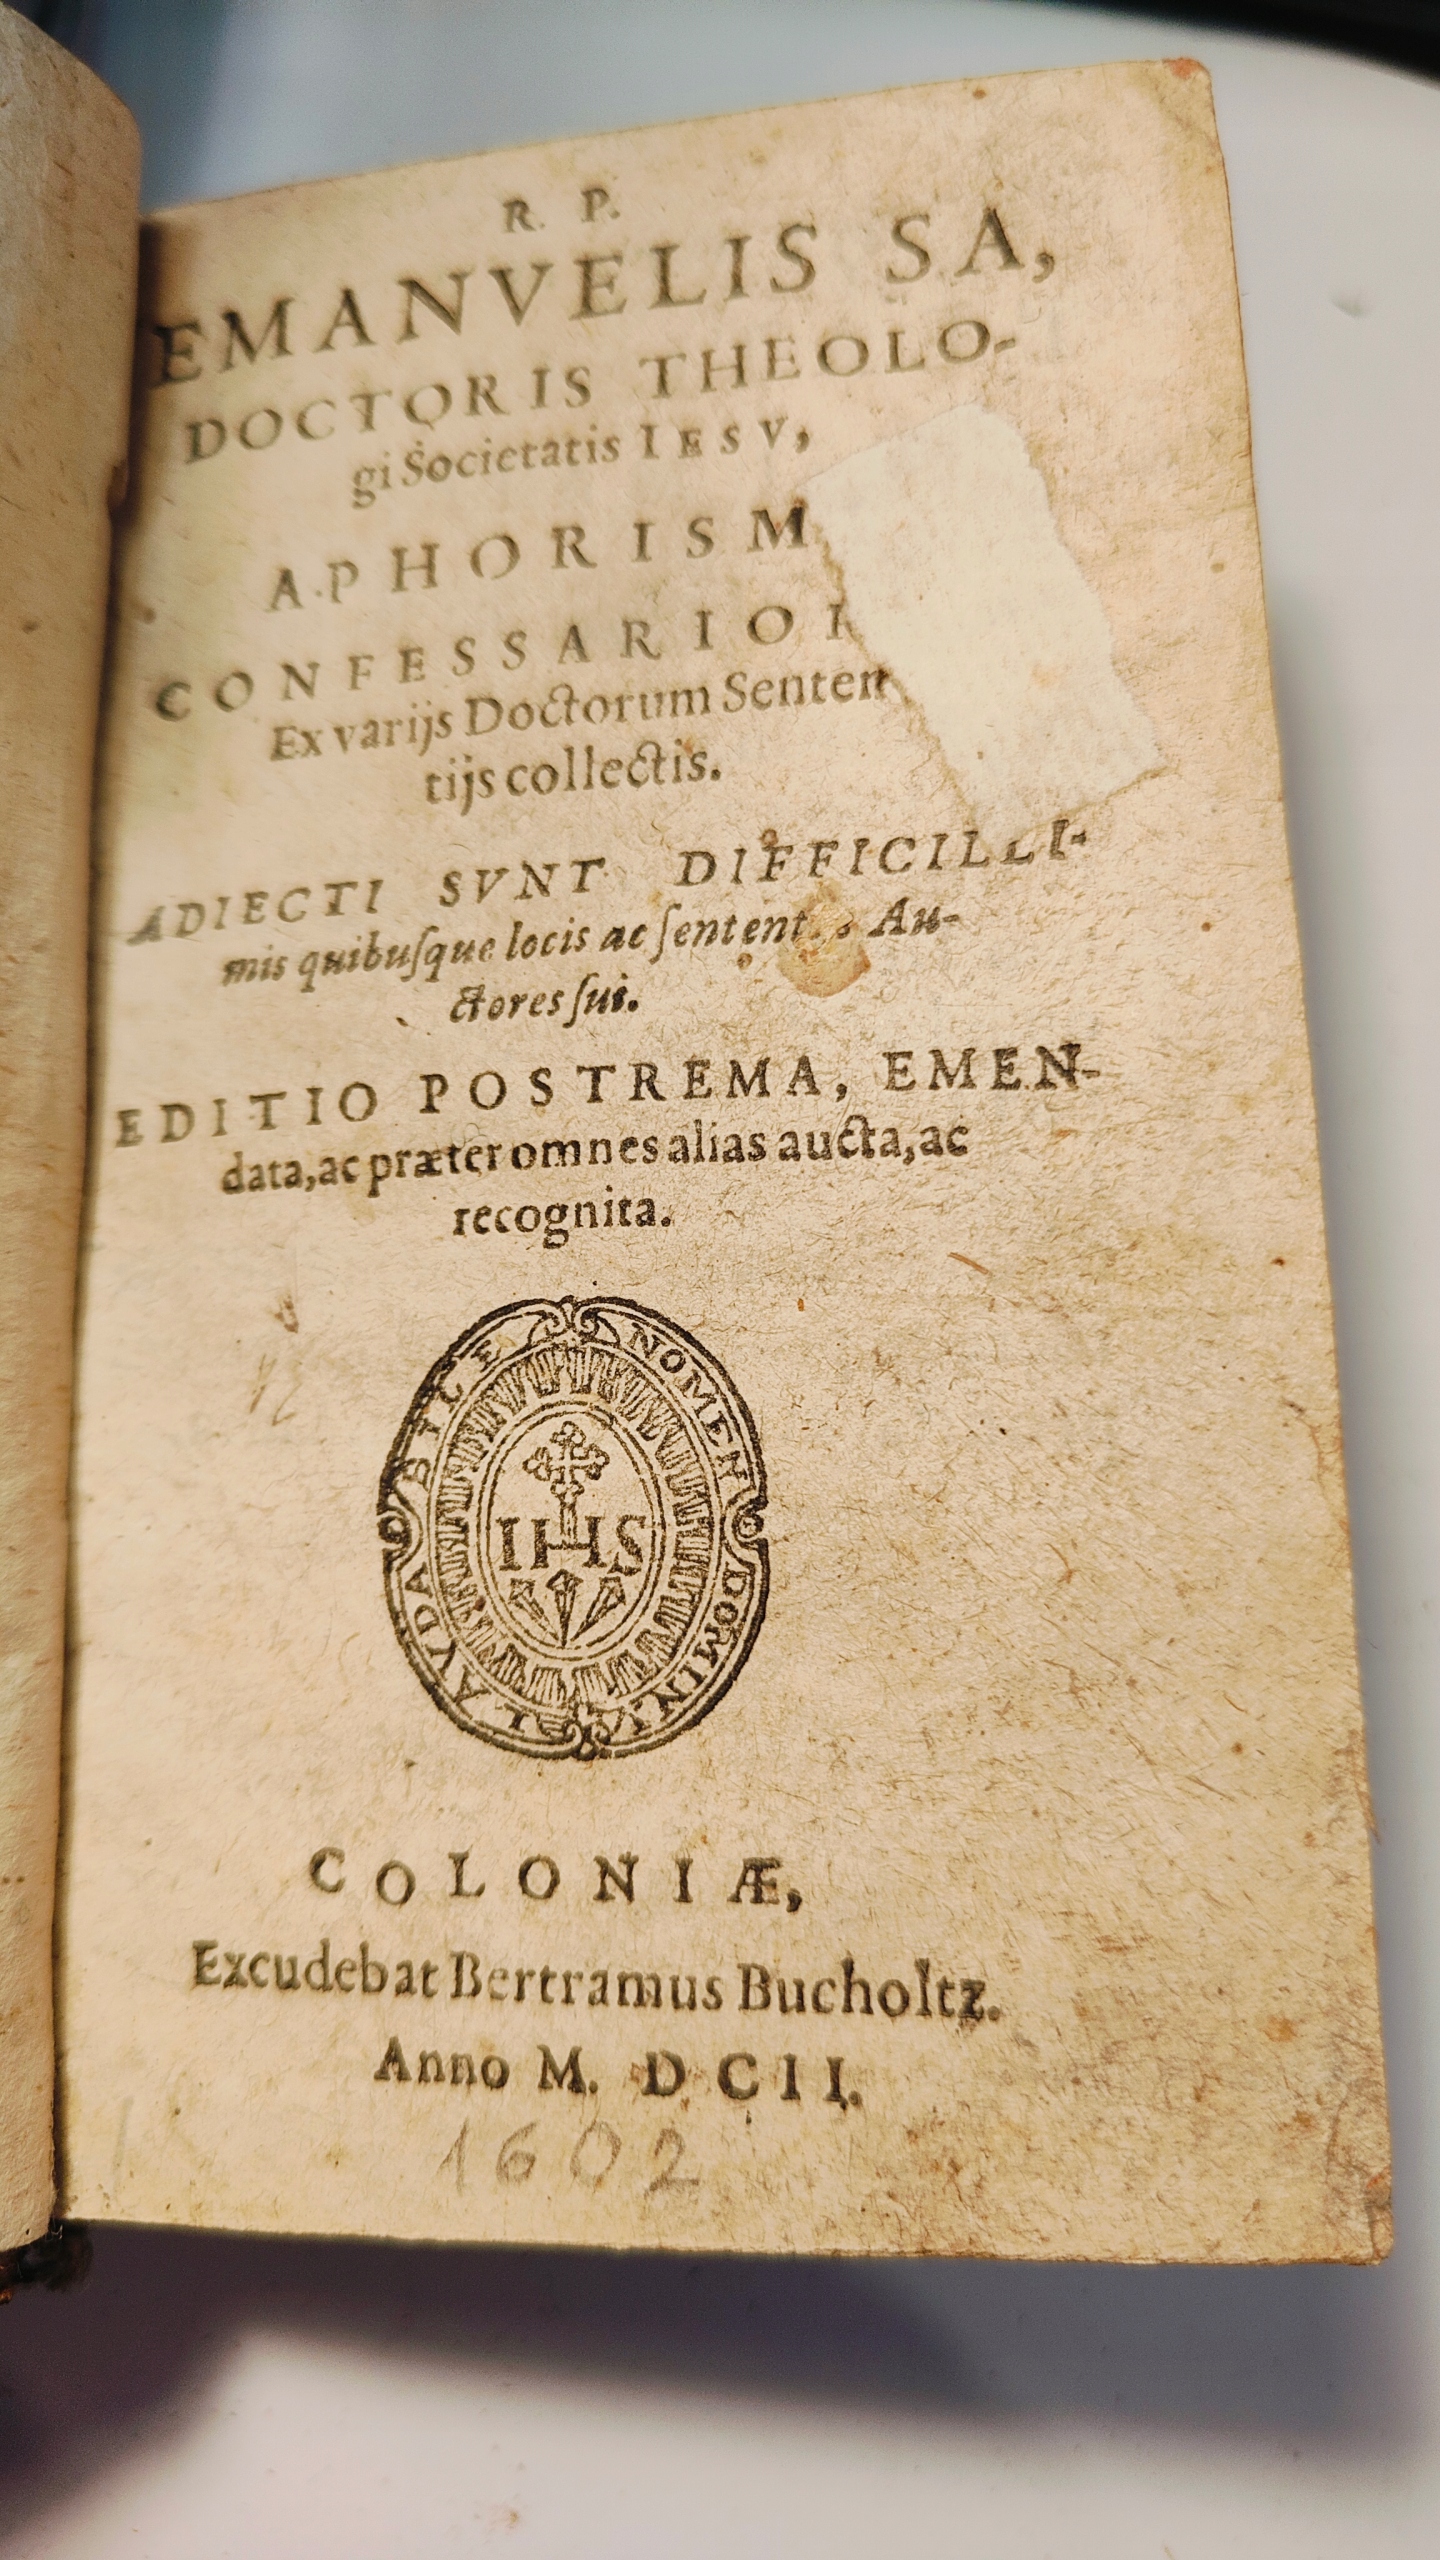 R. P.
EMANVELIS SA,
DOCTORIS THEOLO-
gi Societatis IESV,
APHORISM
CONFESSARIOR
Ex varijs Doctorum Senten
tijs collectis.
ADIECTI SVNT DIFFICILLI-
mis quibuſque locis ac ſentent Au-
ctores ſui.
EDITIO POSTREMA, EMEN-
data, ac præter omnes alias aucta, ac
recognita.
LAVDABILE NOMEN DOMINI
IHS
COLONIÆ,
Excudebat Bertramus Bucholtz.
Anno M. DCII.
1602